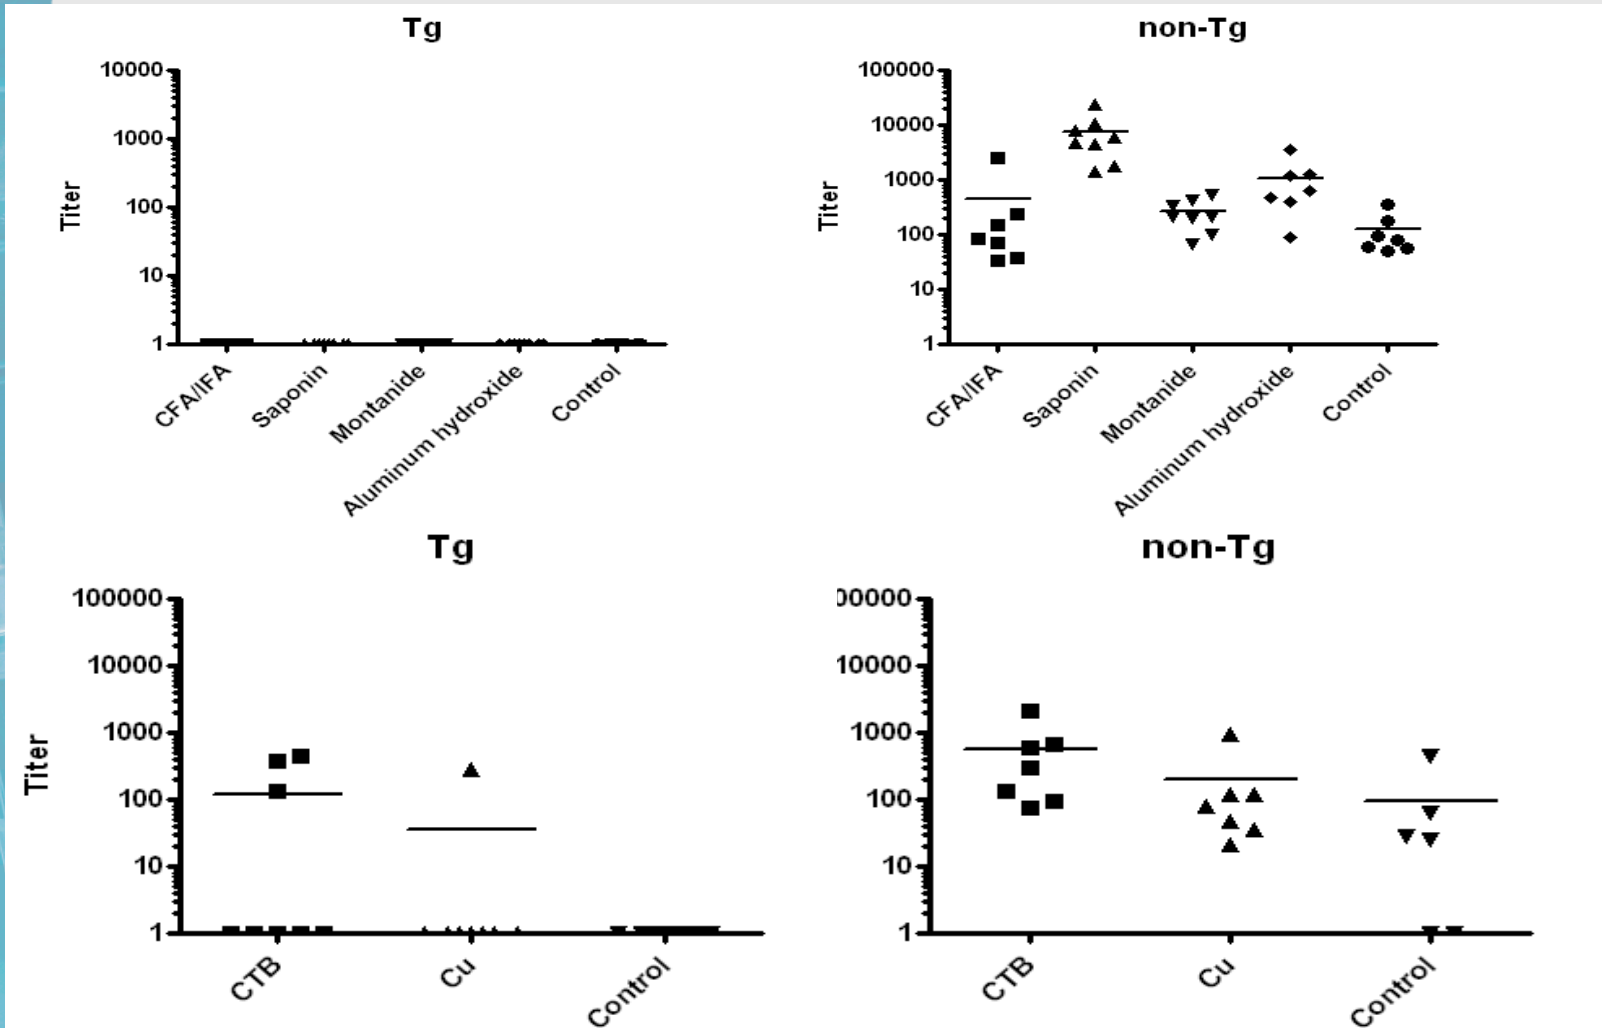 Tg
10000
1000
100
10
1
Titer
CFA/IFA
Saponin
Montanide
Aluminum hydroxide
Control
non-Tg
100000
10000
1000
100
10
1
Titer
CFA/IFA
Saponin
Montanide
Aluminum hydroxide
Control
Tg
100000
10000
1000
100
10
1
Titer
CTB
Cu
Control
non-Tg
00000
10000
1000
100
10
1
CTB
Cu
Control